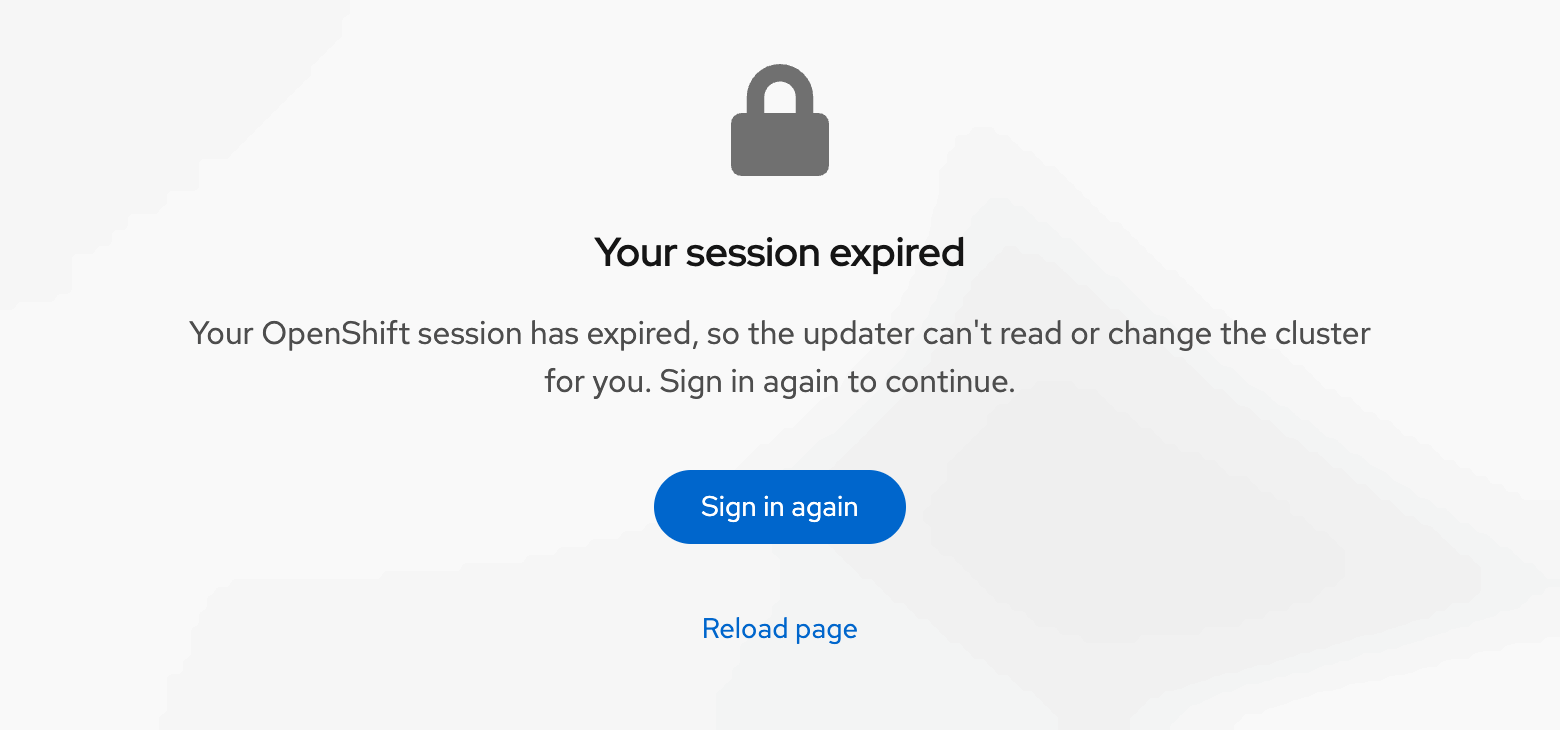 Your session expired
Your OpenShift session has expired, so the updater can't read or change the cluster
for you. Sign in again to continue.
Sign in again
Reload page